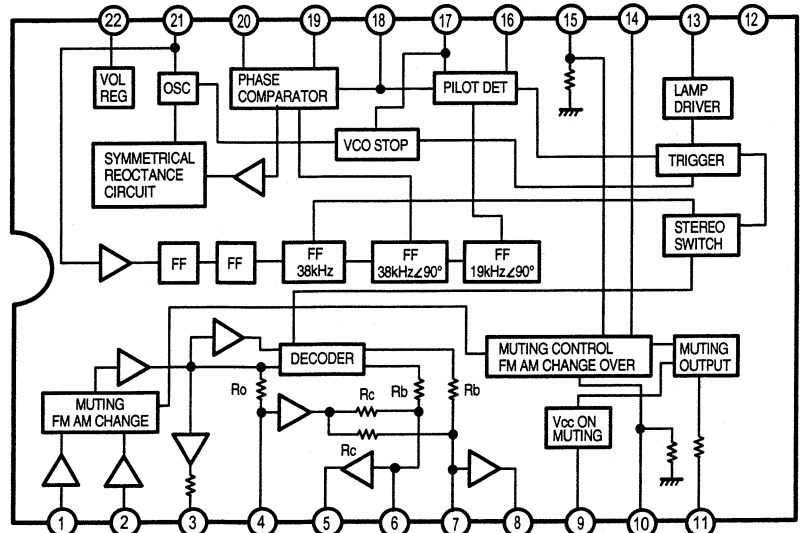 22 21 20 19 18 17 16 15 14 13 12
VOL
REG
OSC
PHASE
COMPARATOR
PILOT DET
LAMP
DRIVER
VCO STOP
TRIGGER
SYMMETRICAL
REOCTANCE
CIRCUIT
STEREO
SWITCH
FF
FF
FF
38kHz
FF
38kHz∠90°
FF
19kHz∠90°
DECODER
MUTING CONTROL
FM AM CHANGE OVER
MUTING
OUTPUT
Ro
Rc
Rb
Rb
MUTING
FM AM CHANGE
Rc
Vcc ON
MUTING
1 2 3 4 5 6 7 8 9 10 11